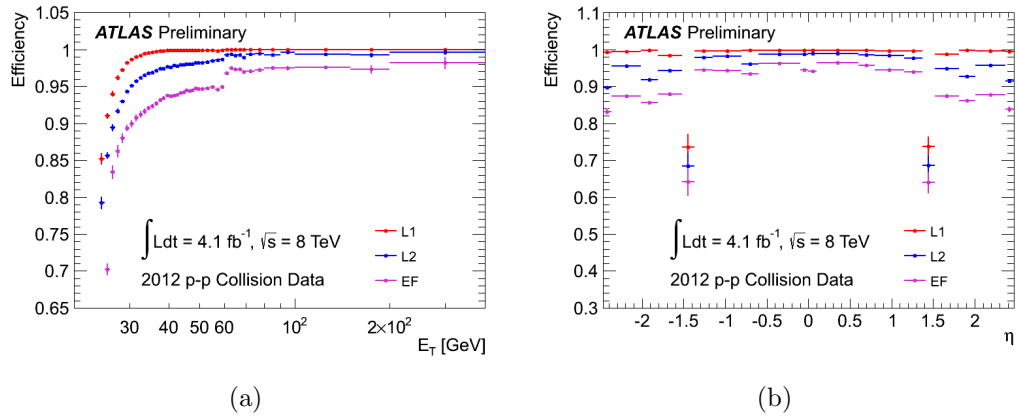 ATLAS Preliminary
Efficiency
1
0.95
0.9
0.85
0.8
0.75
0.7
0.65
∫Ldt = 4.1 fb⁻¹, √s = 8 TeV
2012 p-p Collision Data
L1
L2
EF
30 40 50 60 10² 2×10²
E_T [GeV]
(a)
ATLAS Preliminary
Efficiency
1.1
1
0.9
0.8
0.7
0.6
0.5
0.4
0.3
∫Ldt = 4.1 fb⁻¹, √s = 8 TeV
2012 p-p Collision Data
L1
L2
EF
-2 -1.5 -1 -0.5 0 0.5 1 1.5 2
η
(b)